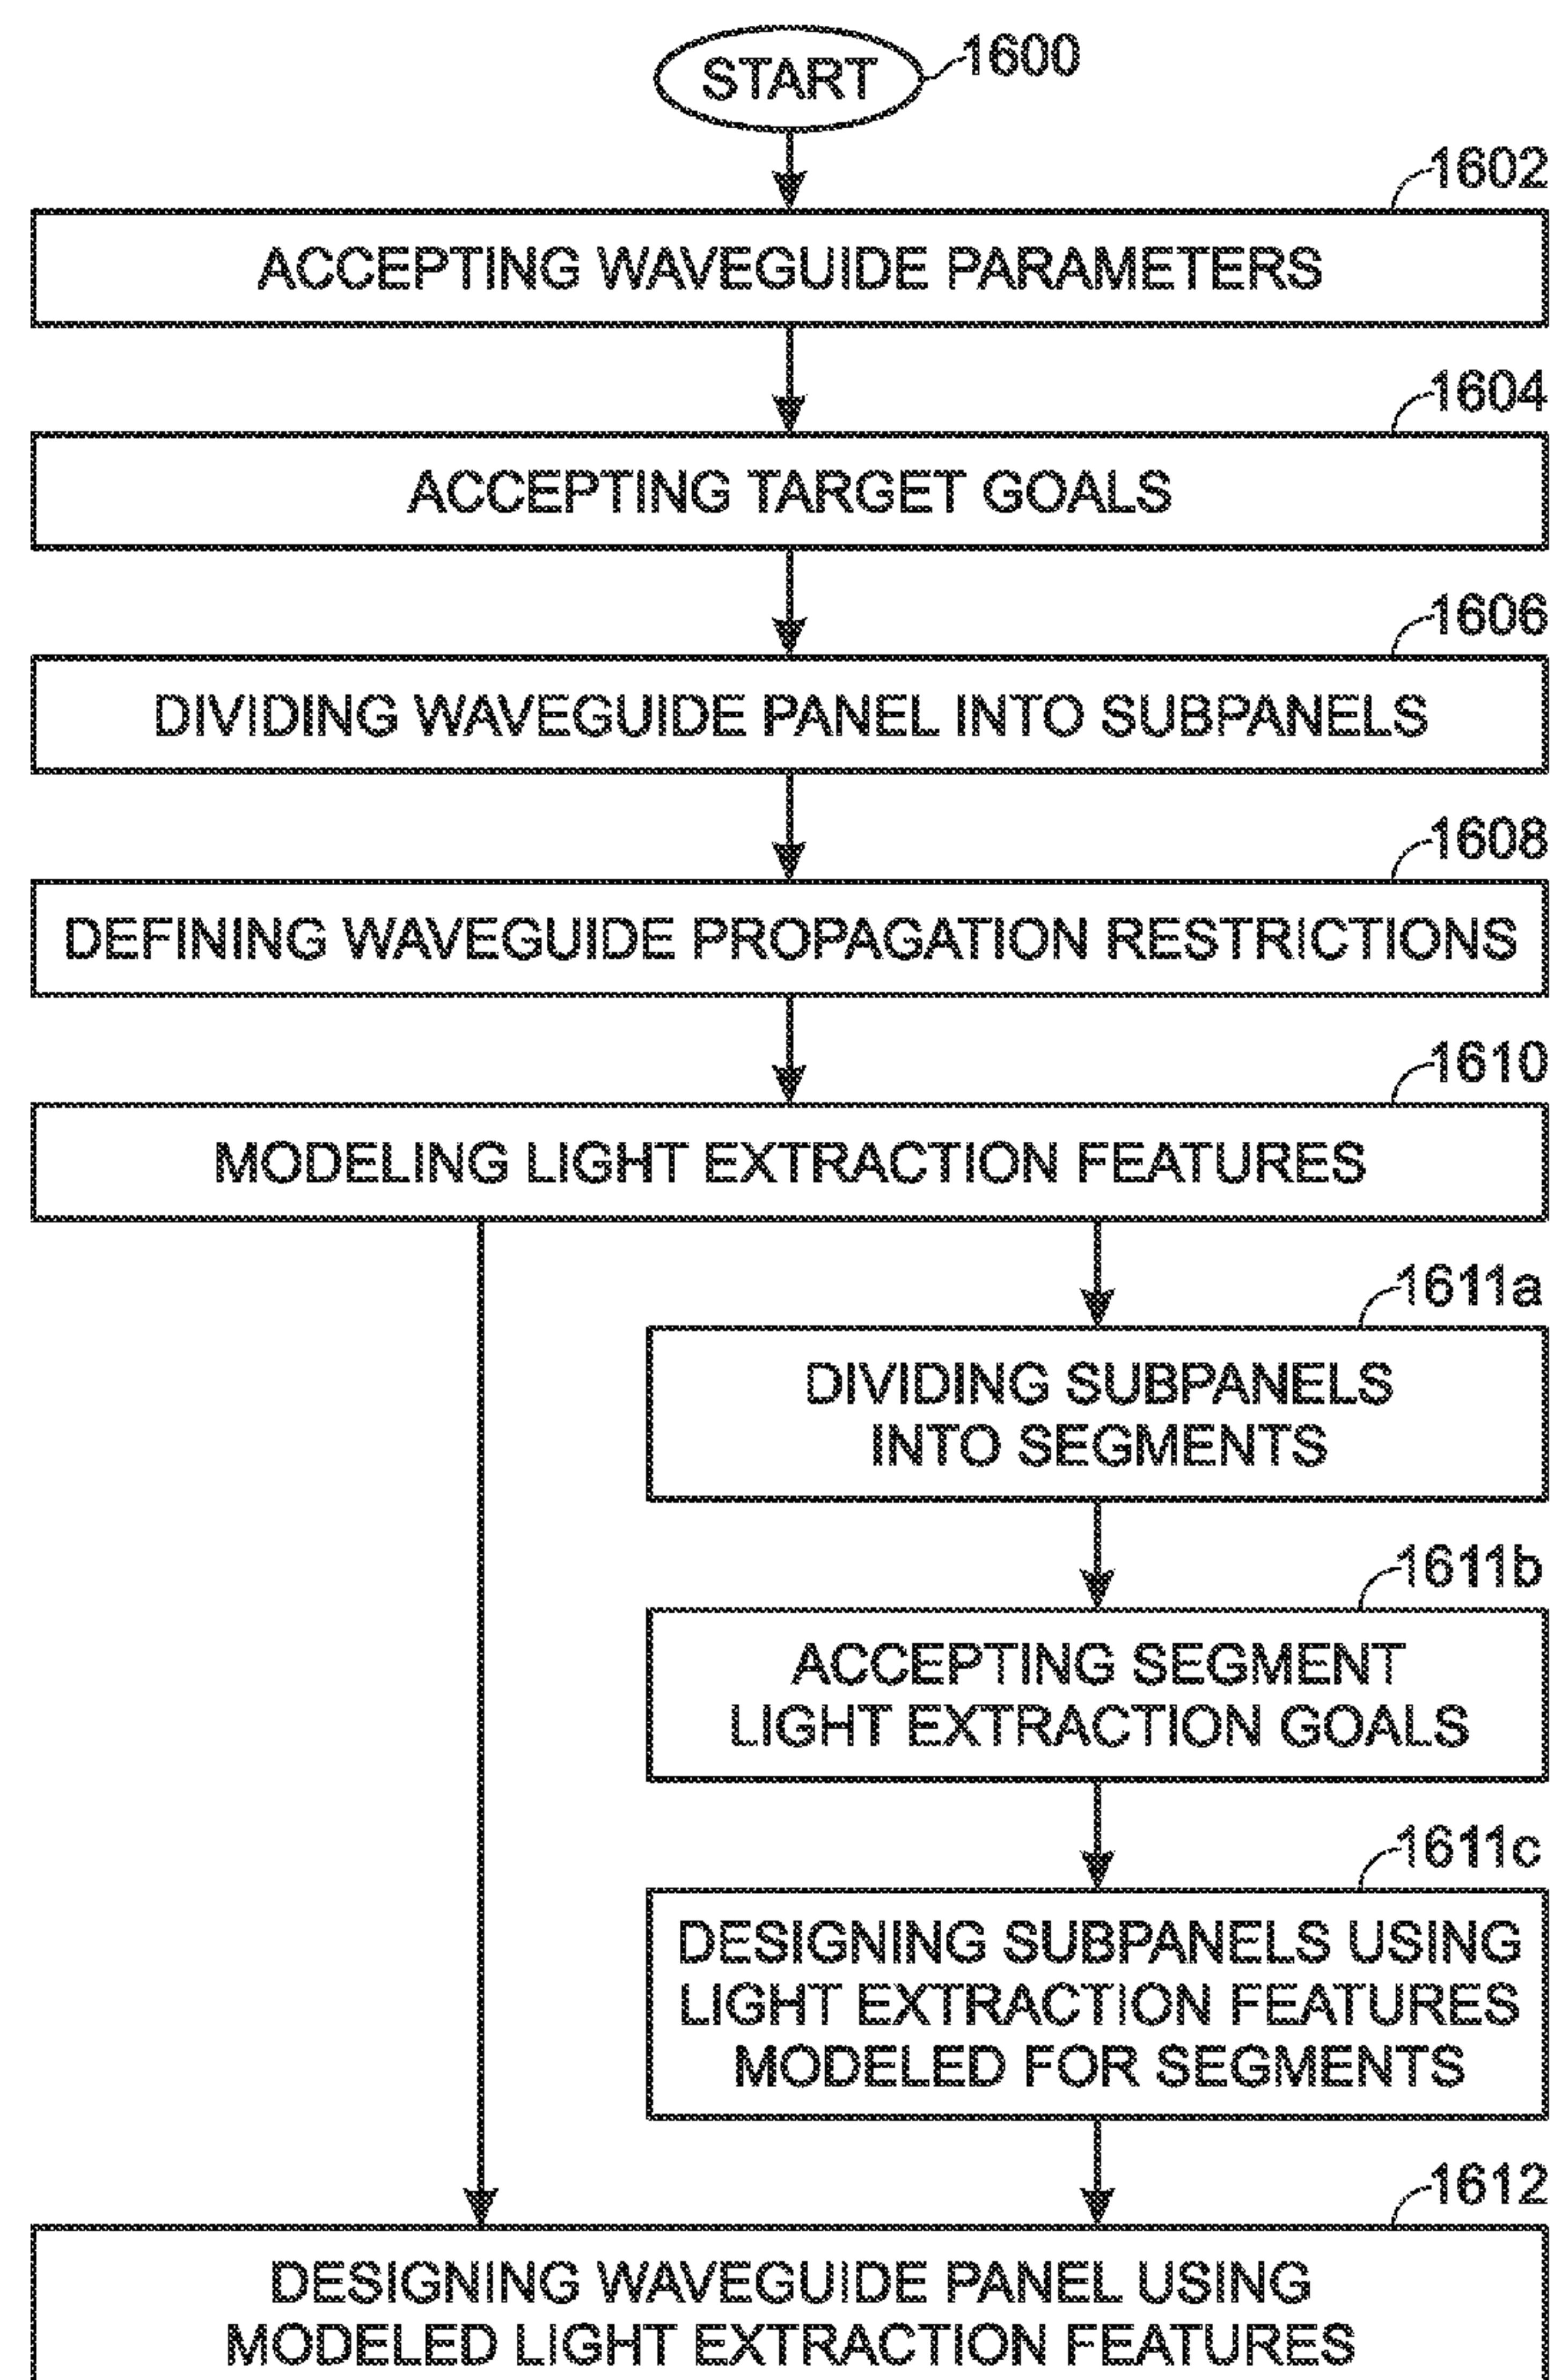 START
1600
1602
ACCEPTING WAVEGUIDE PARAMETERS
1604
ACCEPTING TARGET GOALS
1606
DIVIDING WAVEGUIDE PANEL INTO SUBPANELS
1608
DEFINING WAVEGUIDE PROPAGATION RESTRICTIONS
1610
MODELING LIGHT EXTRACTION FEATURES
1611a
DIVIDING SUBPANELS
INTO SEGMENTS
1611b
ACCEPTING SEGMENT
LIGHT EXTRACTION GOALS
1611c
DESIGNING SUBPANELS USING
LIGHT EXTRACTION FEATURES
MODELED FOR SEGMENTS
1612
DESIGNING WAVEGUIDE PANEL USING
MODELED LIGHT EXTRACTION FEATURES